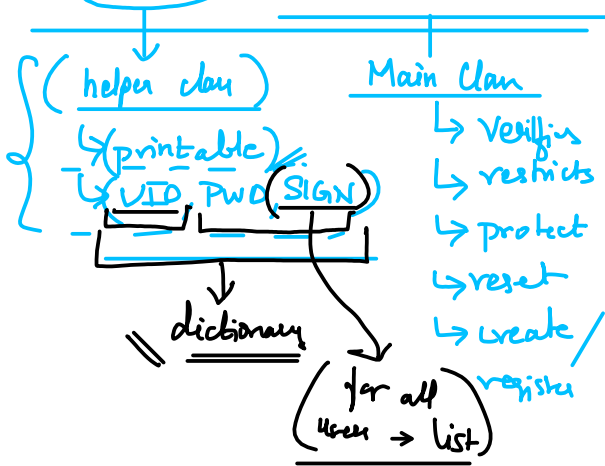 (helper class)
↳ (printable)
↳ UID, PWD, (SIGN)
dictionary
(for all
users → list)
Main Class
↳ Verifies
↳ restricts
↳ protect
↳ reset
↳ create /
register